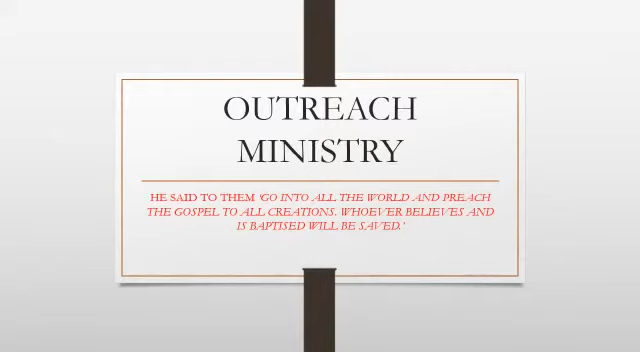 OUTREACH
MINISTRY
HE SAID TO THEM 'GO INTO ALL THE WORLD AND PREACH
THE GOSPEL TO ALL CREATIONS. WHOEVER BELIEVES AND
IS BAPTISED WILL BE SAVED.'